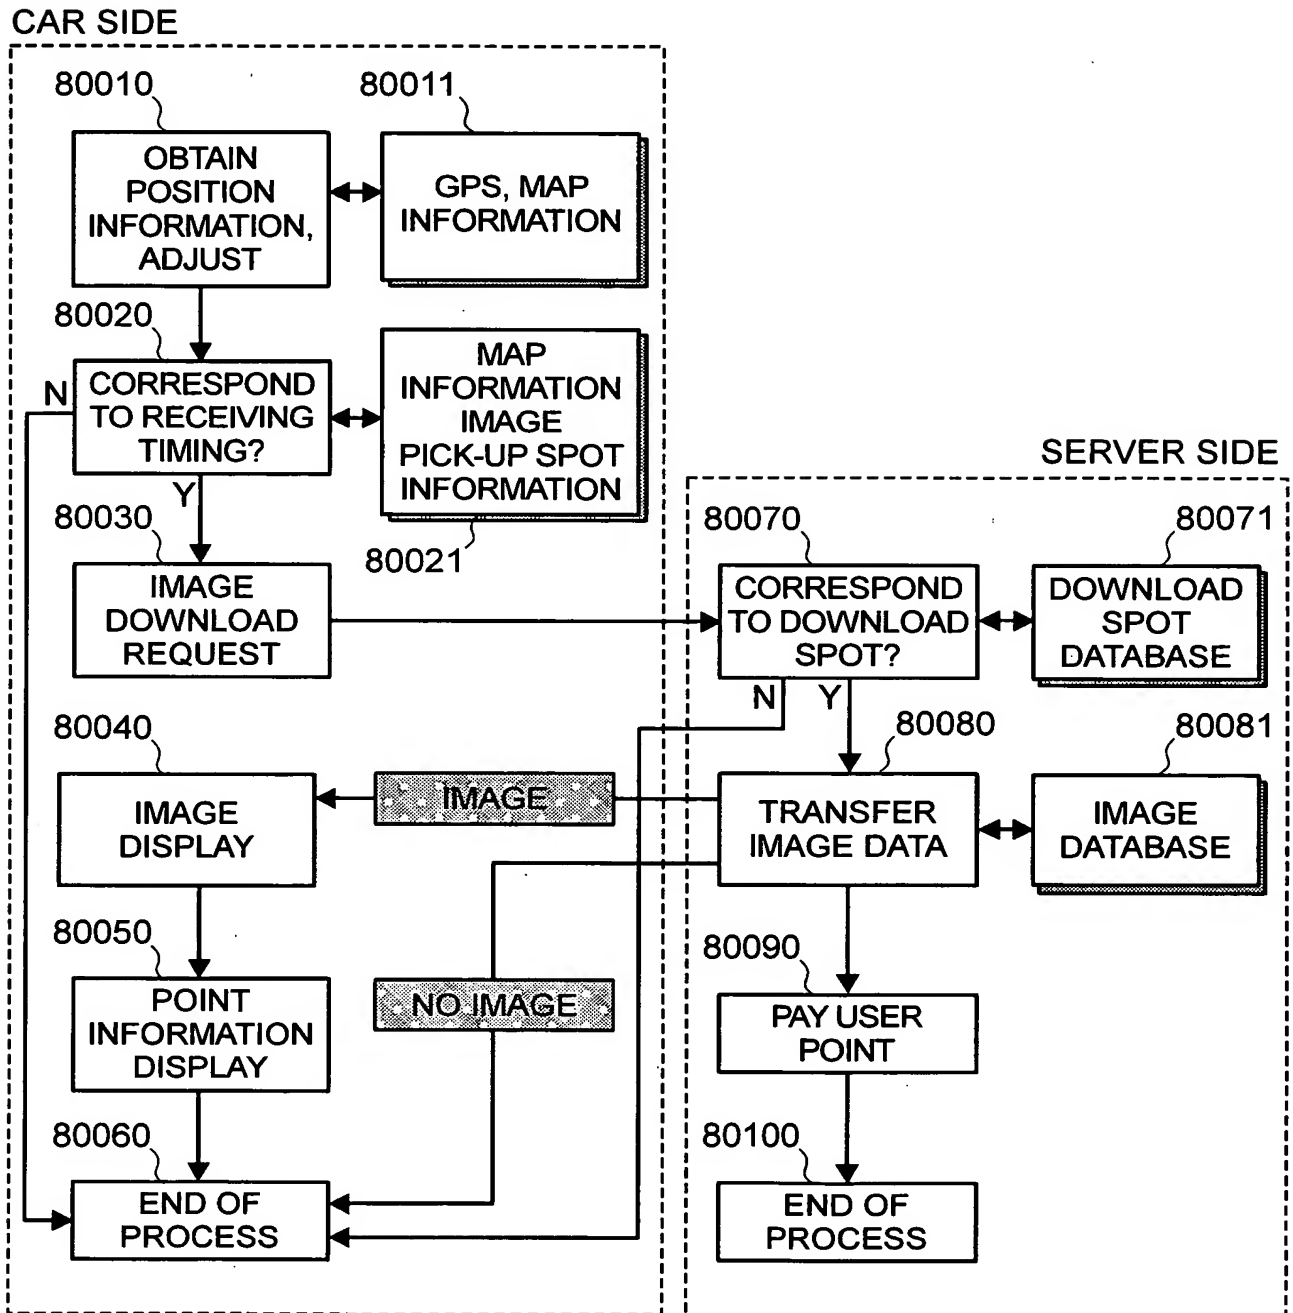 CAR SIDE
80010
80011
OBTAIN
POSITION
INFORMATION,
ADJUST
GPS, MAP
INFORMATION
80020
N
CORRESPOND
TO RECEIVING
TIMING?
Y
MAP
INFORMATION
IMAGE
PICK-UP SPOT
INFORMATION
80021
80030
IMAGE
DOWNLOAD
REQUEST
80040
IMAGE
DISPLAY
IMAGE
80050
POINT
INFORMATION
DISPLAY
NO IMAGE
80060
END OF
PROCESS
SERVER SIDE
80070
80071
CORRESPOND
TO DOWNLOAD
SPOT?
N
Y
DOWNLOAD
SPOT
DATABASE
80080
80081
TRANSFER
IMAGE DATA
IMAGE
DATABASE
80090
PAY USER
POINT
80100
END OF
PROCESS